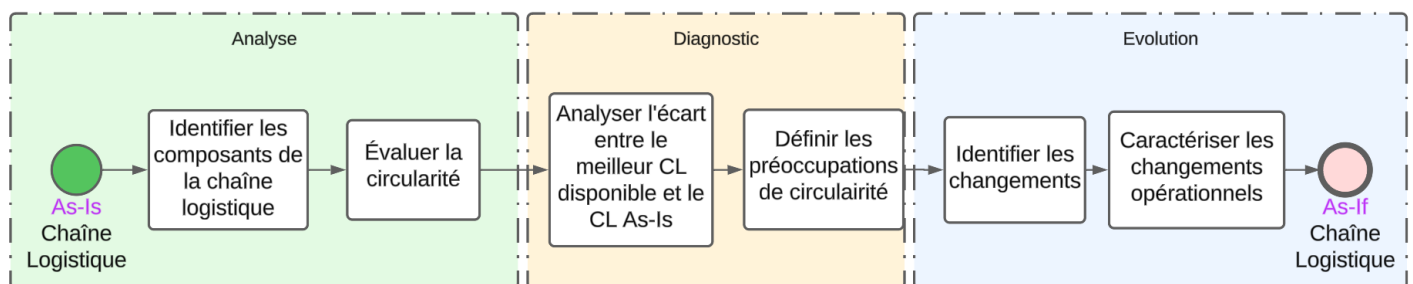 Analyse
As-Is
Chaîne
Logistique
Identifier les
composants de
la chaîne
logistique
Évaluer la
circularité
Diagnostic
Analyser l'écart
entre le
meilleur CL
disponible et le
CL As-Is
Définir les
préoccupations
de circulairité
Evolution
Identifier les
changements
Caractériser les
changements
opérationnels
As-If
Chaîne
Logistique